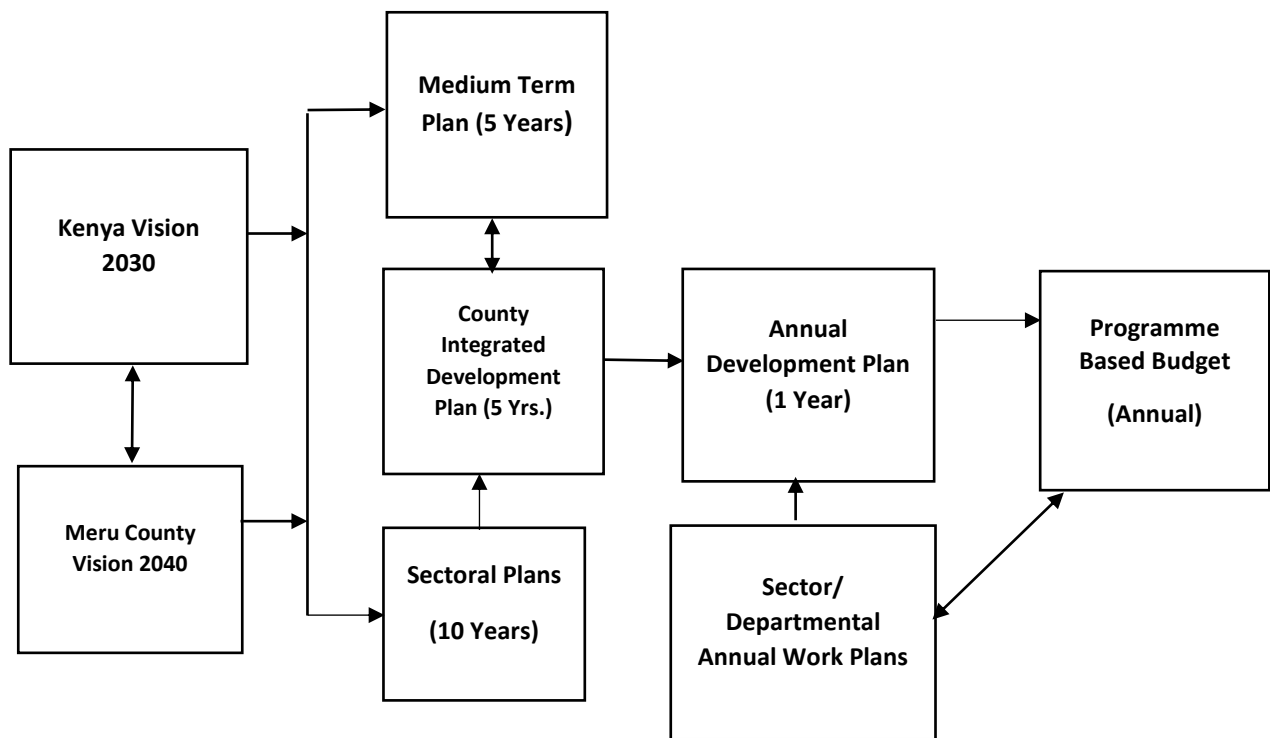 Medium Term
Plan (5 Years)
Kenya Vision
2030
County
Integrated
Development
Plan (5 Yrs.)
Annual
Development Plan
(1 Year)
Programme
Based Budget
(Annual)
Meru County
Vision 2040
Sectoral Plans
(10 Years)
Sector/
Departmental
Annual Work Plans